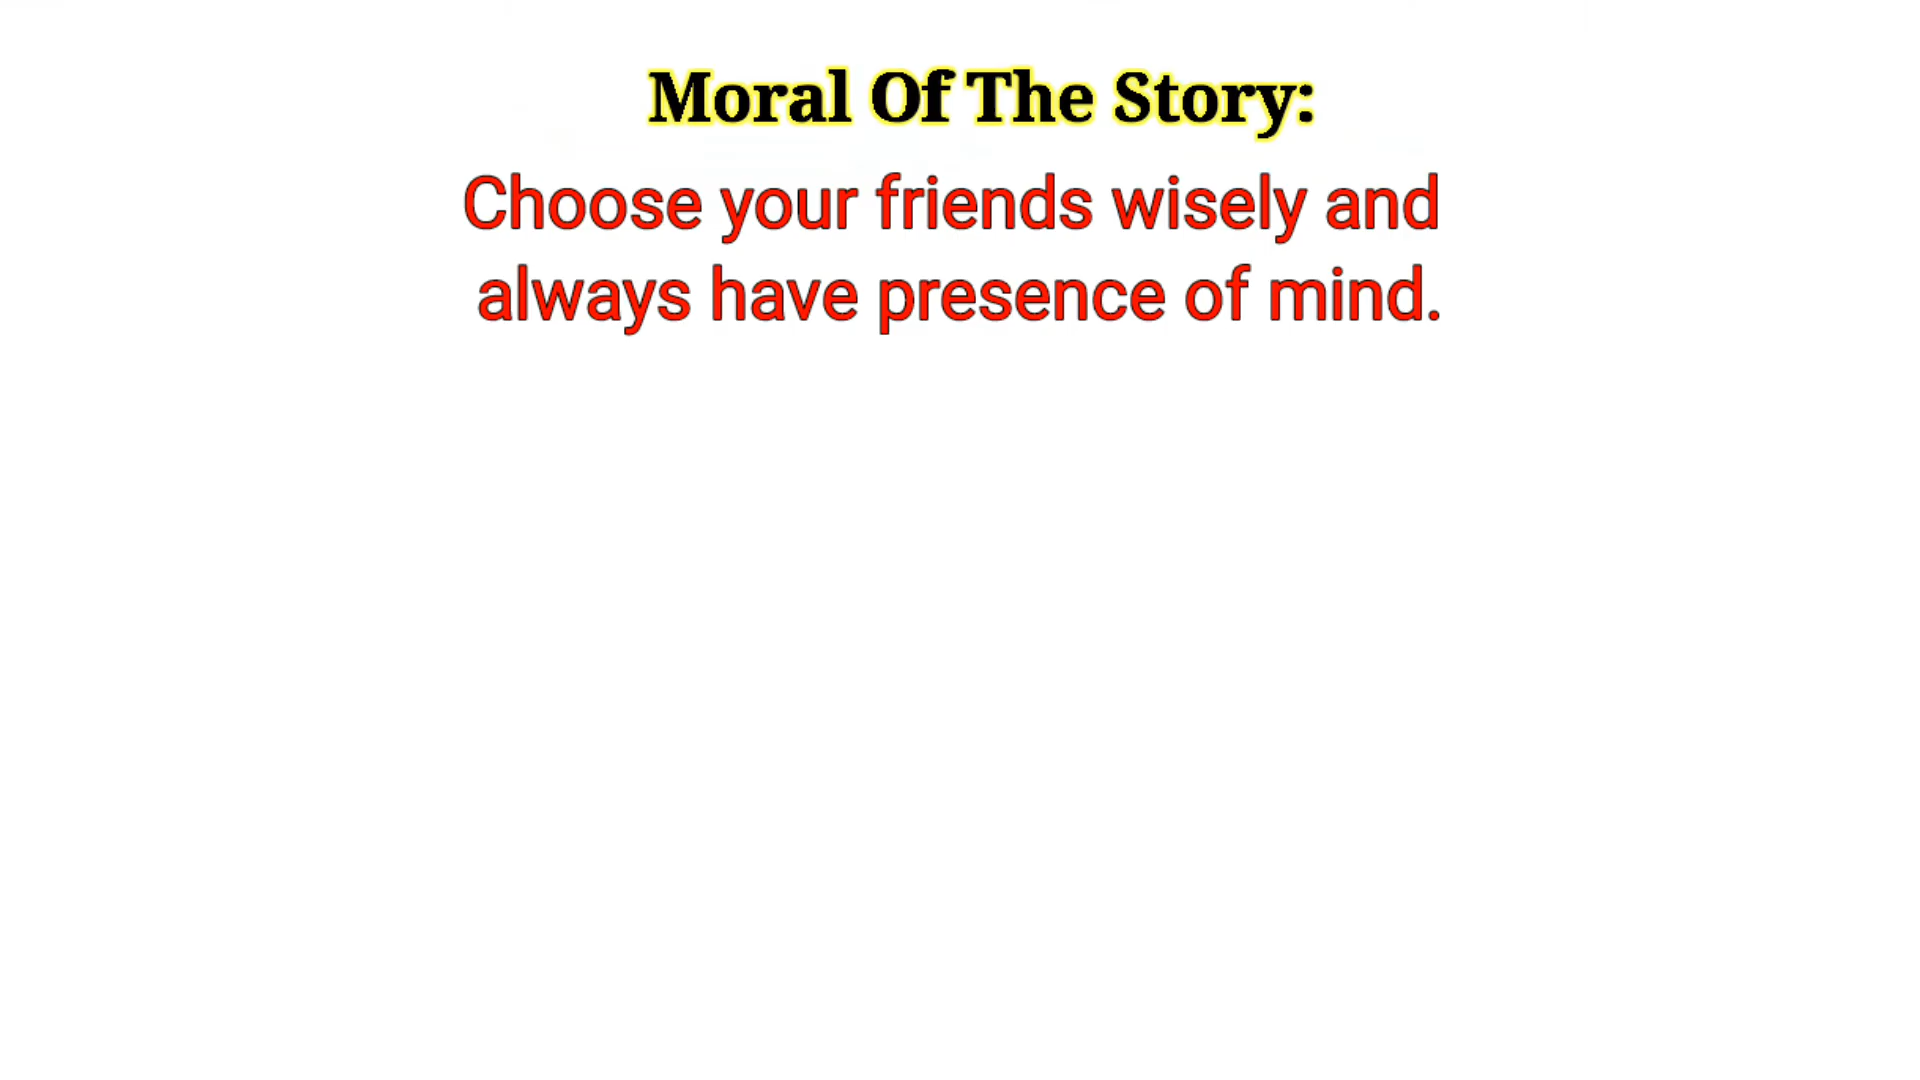 Moral Of The Story:
Choose your friends wisely and
always have presence of mind.